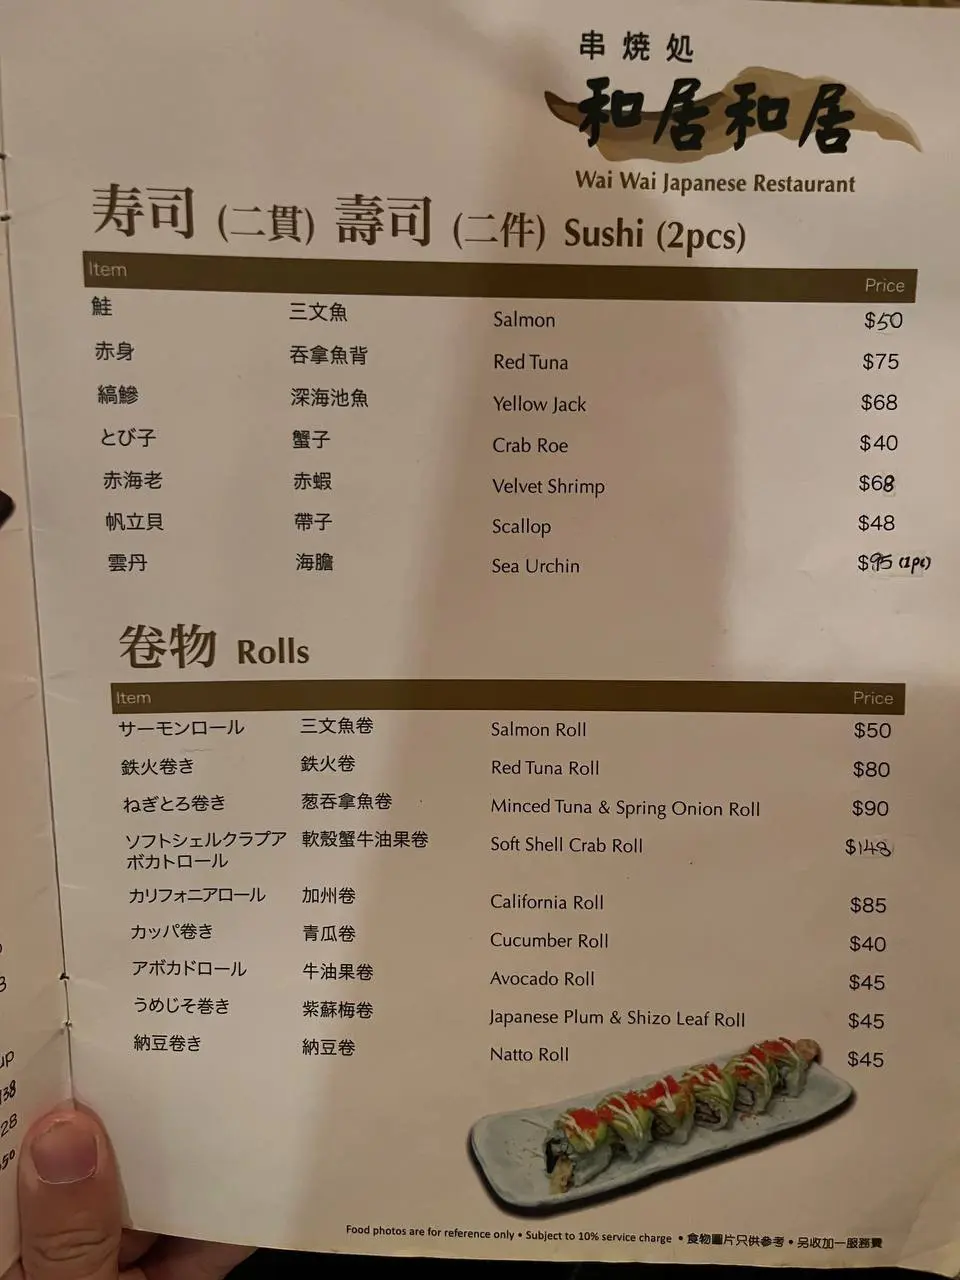 串焼処
和居和居
Wai Wai Japanese Restaurant
寿司 (二貫) 壽司 (二件) Sushi (2pcs)
Item Price
鮭 三文魚 Salmon $50
赤身 吞拿魚背 Red Tuna $75
縞鰺 深海池魚 Yellow Jack $68
とび子 蟹子 Crab Roe $40
赤海老 赤蝦 Velvet Shrimp $68
帆立貝 帶子 Scallop $48
雲丹 海膽 Sea Urchin $95 (1pc)
卷物 Rolls
Item Price
サーモンロール 三文魚卷 Salmon Roll $50
鉄火巻き 鉄火卷 Red Tuna Roll $80
ねぎとろ巻き 葱吞拿魚卷 Minced Tuna & Spring Onion Roll $90
ソフトシェルクラブア 軟殼蟹牛油果卷 Soft Shell Crab Roll $148
ボカトロール
カリフォニアロール 加州卷 California Roll $85
カッパ巻き 青瓜卷 Cucumber Roll $40
アボカドロール 牛油果卷 Avocado Roll $45
うめじそ巻き 紫蘇梅卷 Japanese Plum & Shizo Leaf Roll $45
納豆巻き 納豆卷 Natto Roll $45
Food photos are for reference only • Subject to 10% service charge • 食物圖片只供參考 • 另收加一服務費
up
138
28
50